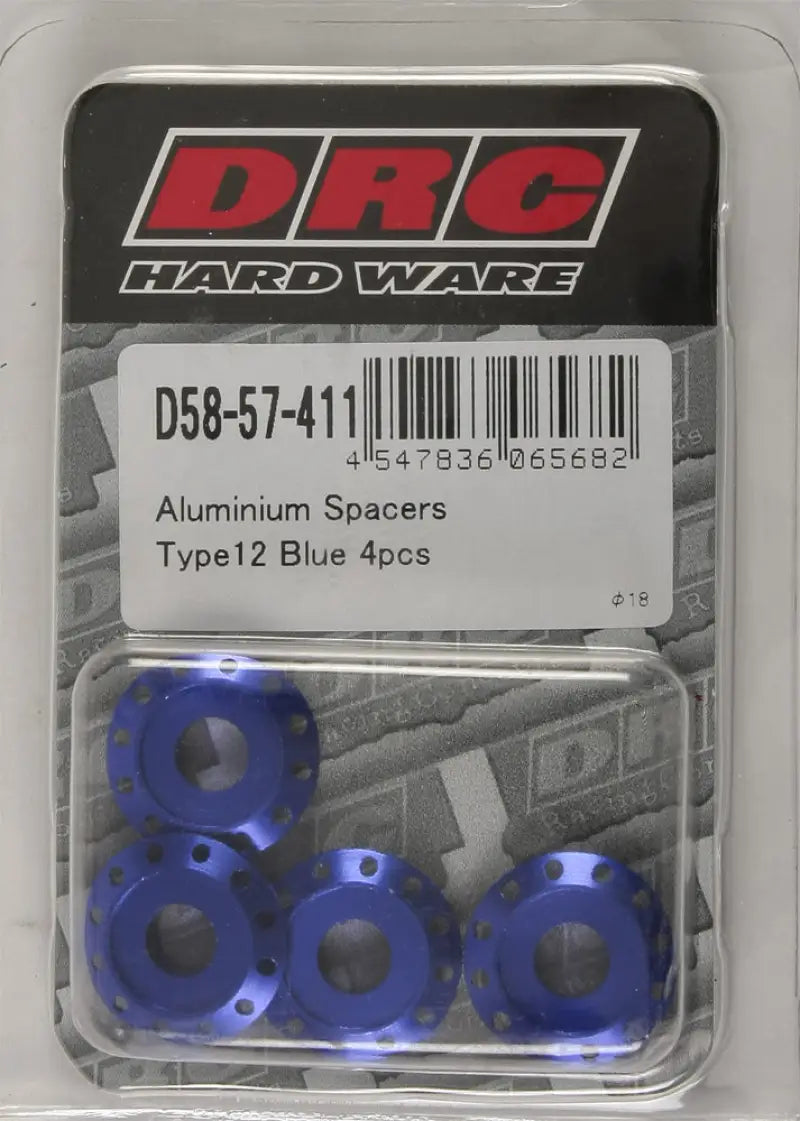 DRC
HARD WARE
D58-57-411
4 547836 065682
Aluminium Spacers
Type12 Blue 4pcs
φ18